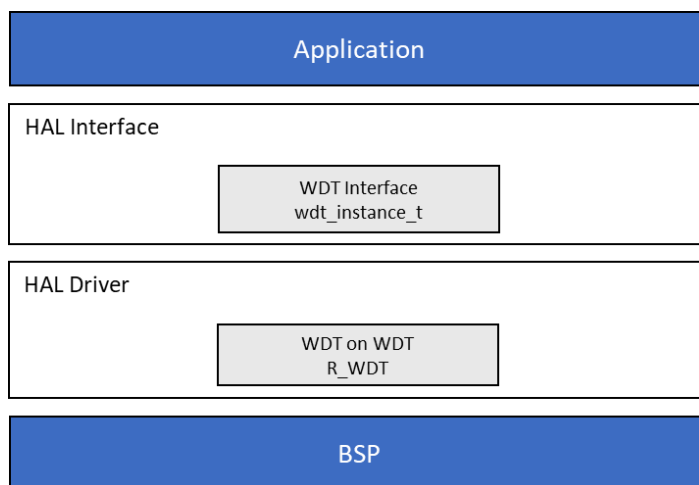 Application
HAL Interface
WDT Interface
wdt_instance_t
HAL Driver
WDT on WDT
R_WDT
BSP